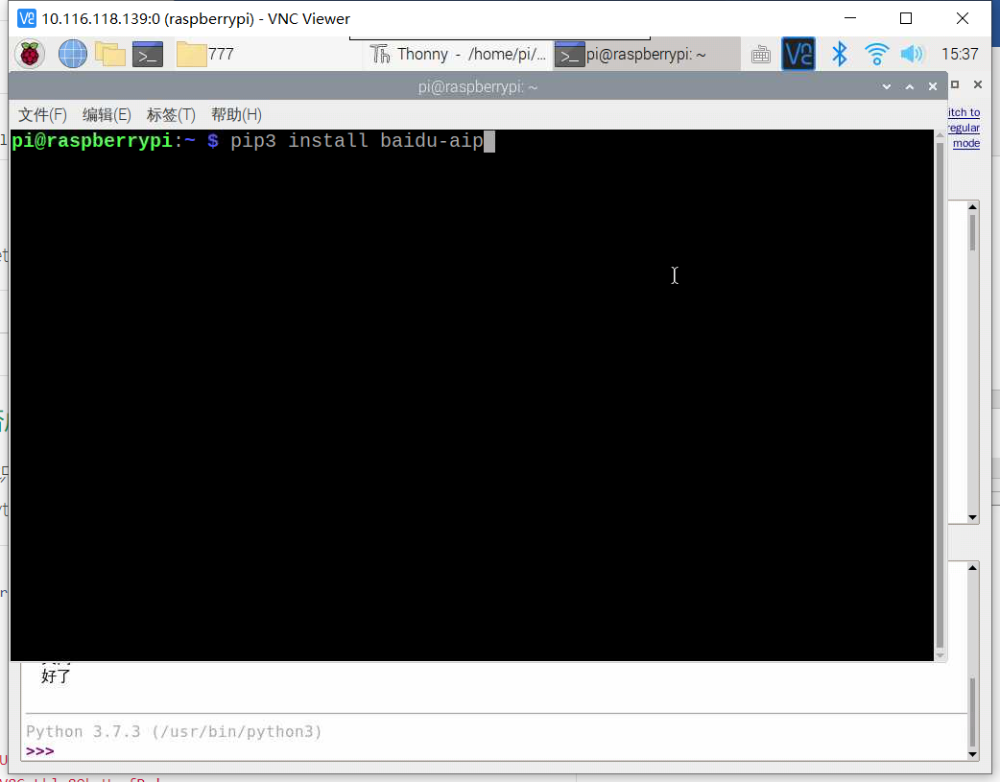 10.116.118.139:0 (raspberrypi) - VNC Viewer
777
Thonny - /home/pi/...
pi@raspberrypi: ~
15:37
pi@raspberrypi: ~
文件(F) 编辑(E) 标签(T) 帮助(H)
itch to
regular
mode
pi@raspberrypi:~ $ pip3 install baidu-aip
好了
Python 3.7.3 (/usr/bin/python3)
>>>